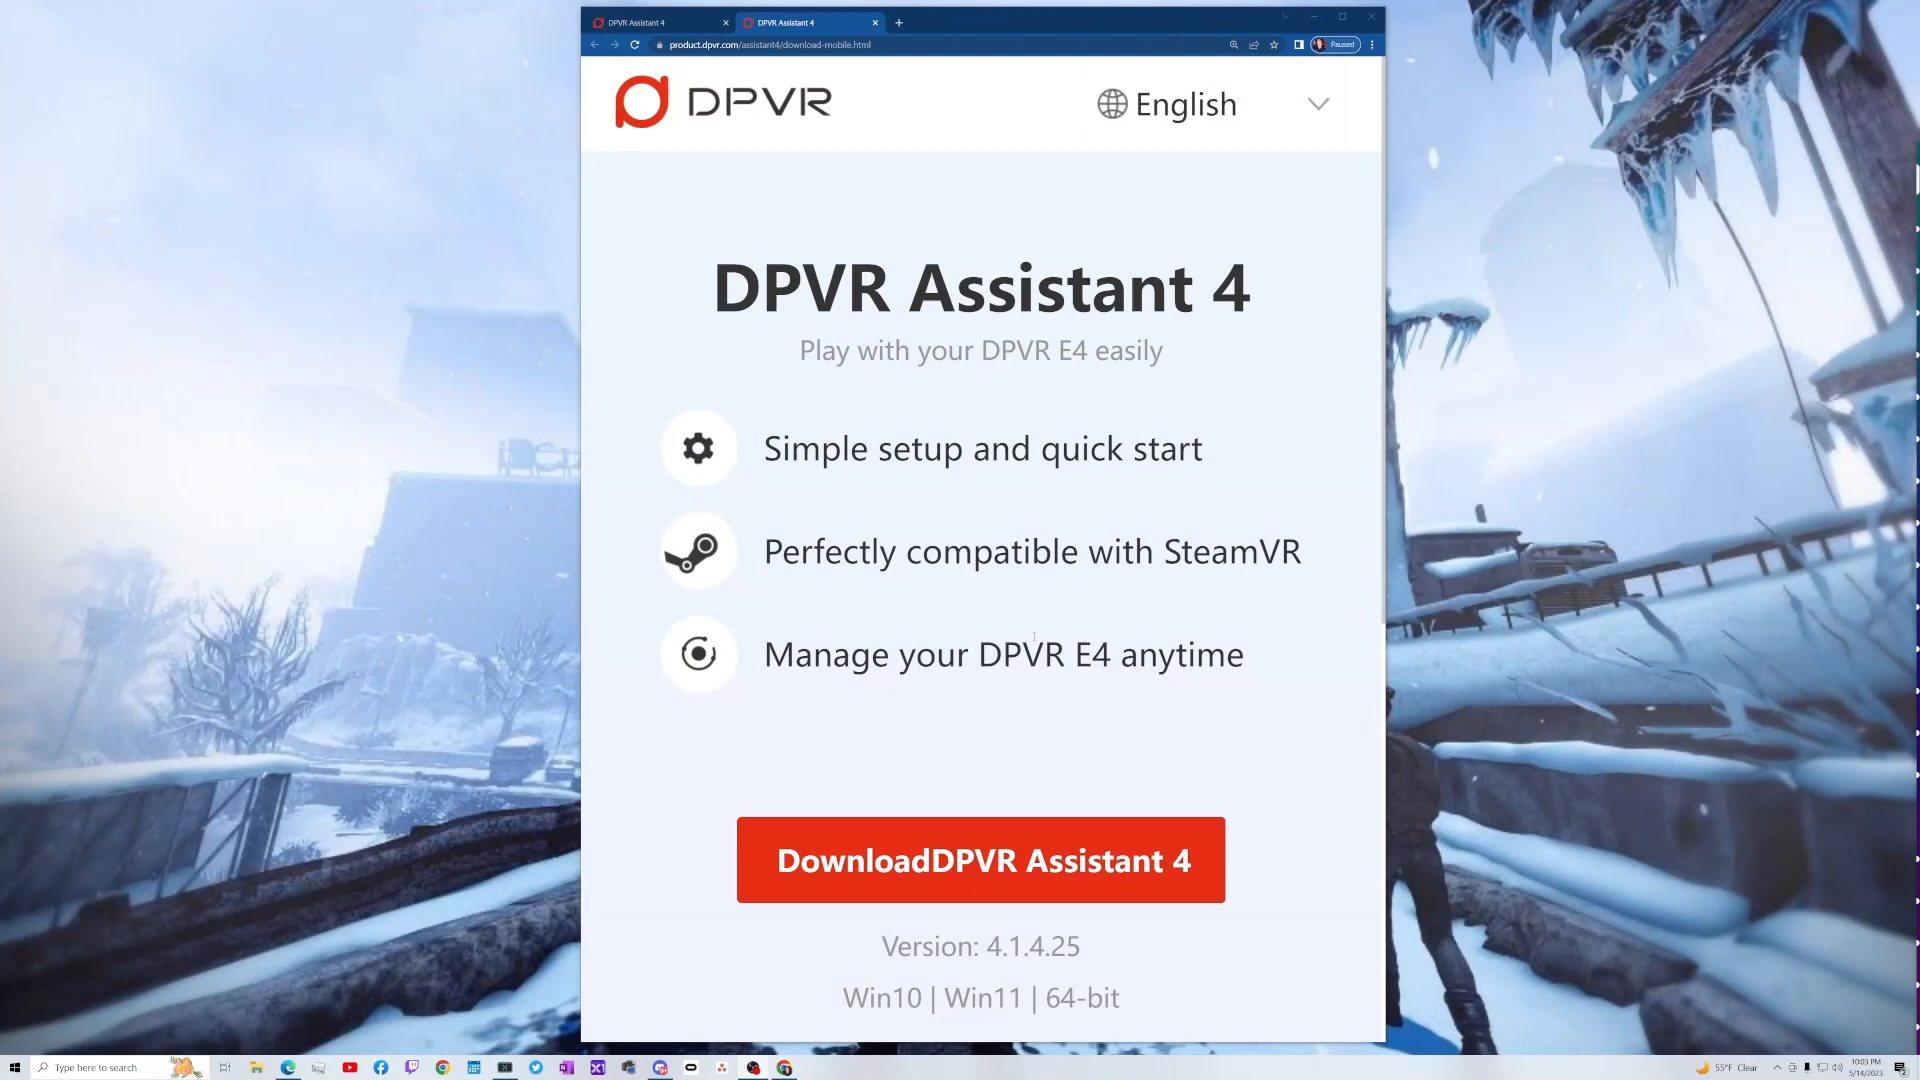 DPVR Assistant 4
DPVR Assistant 4
product.dpvr.com/assistant4/download-mobile.html
Paused
DPVR
English
DPVR Assistant 4
Play with your DPVR E4 easily
Simple setup and quick start
Perfectly compatible with SteamVR
Manage your DPVR E4 anytime
DownloadDPVR Assistant 4
Version: 4.1.4.25
Win10 | Win11 | 64-bit
Type here to search
55°F Clear
10:03 PM
5/14/2023